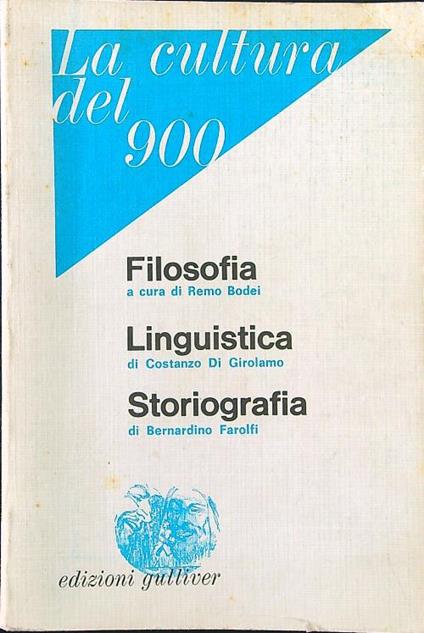 La cultura
del
900
Filosofia
a cura di Remo Bodei
Linguistica
di Costanzo Di Girolamo
Storiografia
di Bernardino Farolfi
edizioni gulliver